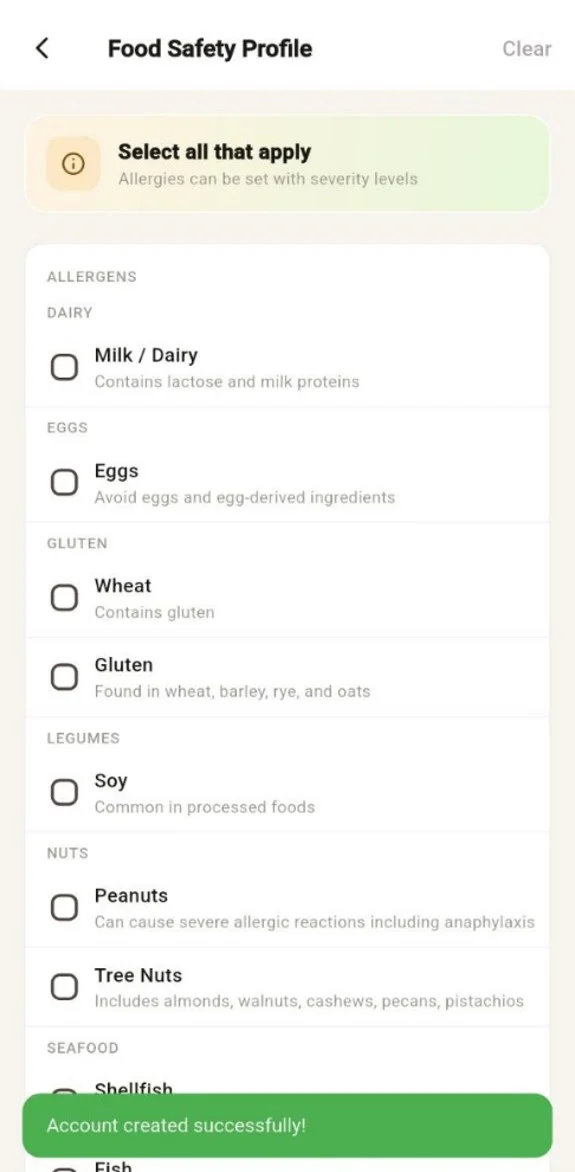 Food Safety Profile
Clear
Select all that apply
Allergies can be set with severity levels
ALLERGENS
DAIRY
Milk / Dairy
Contains lactose and milk proteins
EGGS
Eggs
Avoid eggs and egg-derived ingredients
GLUTEN
Wheat
Contains gluten
Gluten
Found in wheat, barley, rye, and oats
LEGUMES
Soy
Common in processed foods
NUTS
Peanuts
Can cause severe allergic reactions including anaphylaxis
Tree Nuts
Includes almonds, walnuts, cashews, pecans, pistachios
SEAFOOD
Shellfish
Account created successfully!
Fish